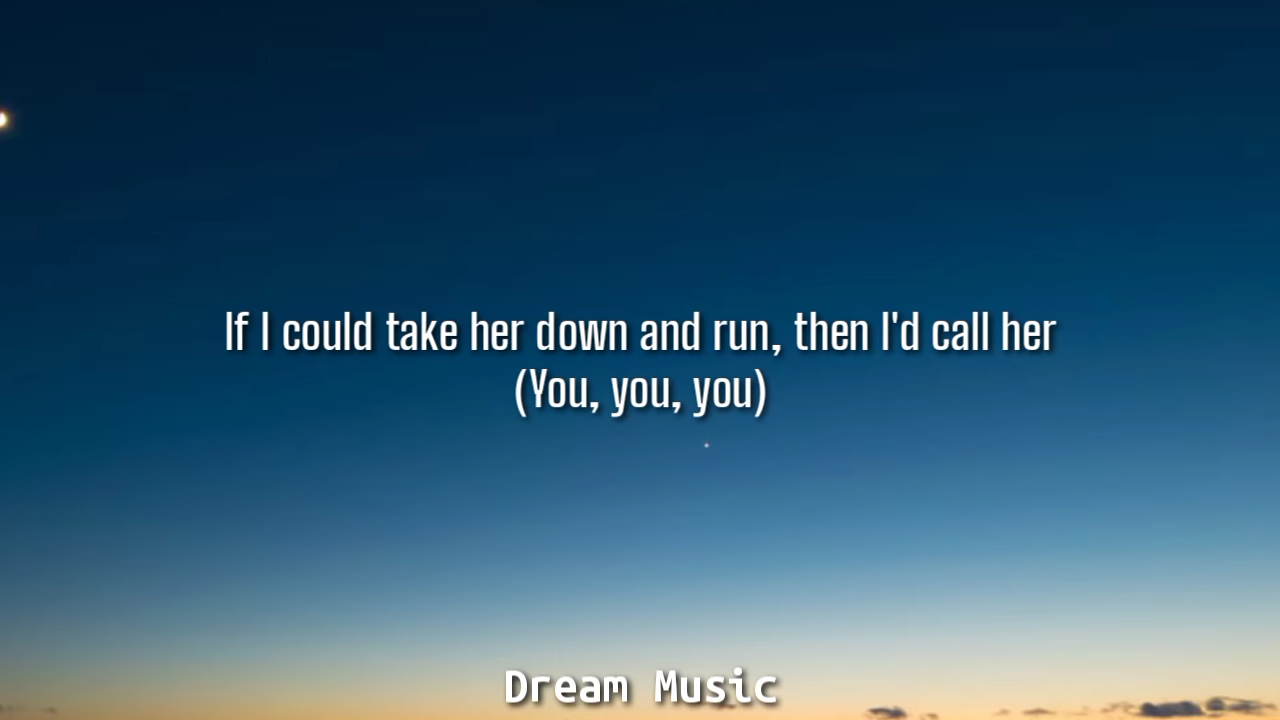 If I could take her down and run, then I'd call her
(You, you, you)
Dream Music